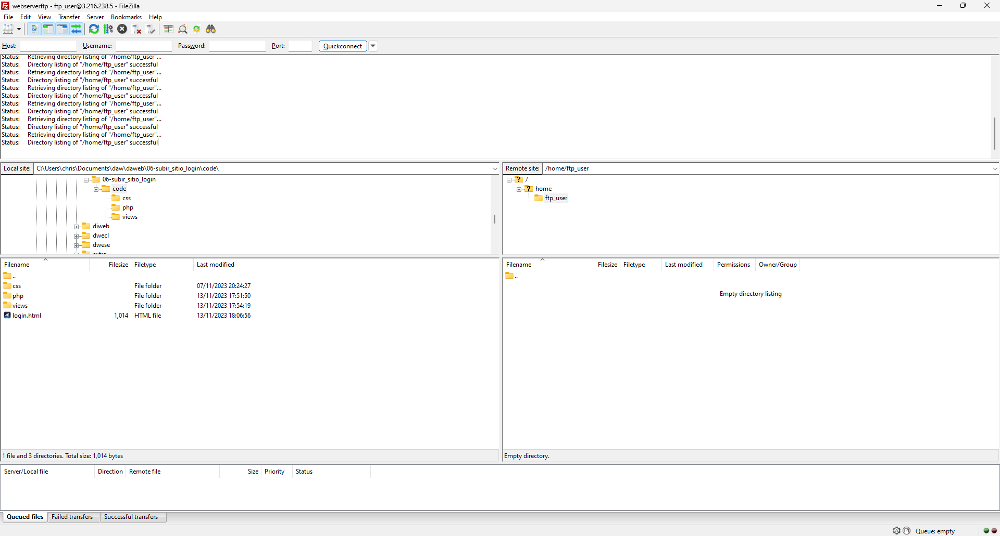 webserverftp - ftp_user@3.216.238.5 - FileZilla
File Edit View Transfer Server Bookmarks Help
Host: Username: Password: Port: Quickconnect
Status: Retrieving directory listing of "/home/ftp_user"...
Status: Directory listing of "/home/ftp_user" successful
Status: Retrieving directory listing of "/home/ftp_user"...
Status: Directory listing of "/home/ftp_user" successful
Status: Retrieving directory listing of "/home/ftp_user"...
Status: Directory listing of "/home/ftp_user" successful
Status: Retrieving directory listing of "/home/ftp_user"...
Status: Directory listing of "/home/ftp_user" successful
Status: Retrieving directory listing of "/home/ftp_user"...
Status: Directory listing of "/home/ftp_user" successful
Status: Retrieving directory listing of "/home/ftp_user"...
Status: Directory listing of "/home/ftp_user" successful
Local site: C:\Users\chris\Documents\daw\daweb\06-subir_sitio_login\code\
06-subir_sitio_login
code
css
php
views
diweb
dwecl
dwese
extra
Remote site: /home/ftp_user
/
home
ftp_user
Filename Filesize Filetype Last modified
..
css File folder 07/11/2023 20:24:27
php File folder 13/11/2023 17:51:50
views File folder 13/11/2023 17:54:19
login.html 1,014 HTML file 13/11/2023 18:06:56
1 file and 3 directories. Total size: 1,014 bytes
Filename Filesize Filetype Last modified Permissions Owner/Group
..
Empty directory listing
Empty directory.
Server/Local file Direction Remote file Size Priority Status
Queued files Failed transfers Successful transfers
Queue: empty